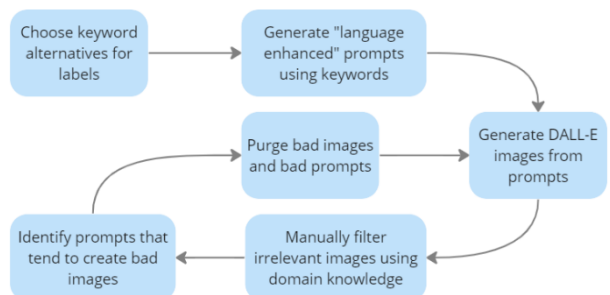 Choose keyword
alternatives for
labels
Generate "language
enhanced" prompts
using keywords
Generate DALL-E
images from
prompts
Manually filter
irrelevant images using
domain knowledge
Identify prompts that
tend to create bad
images
Purge bad images
and bad prompts